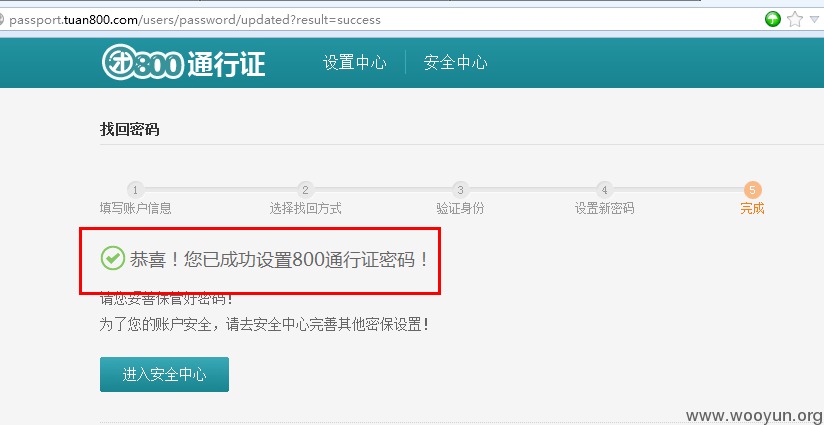 passport.tuan800.com/users/password/updated?result=success
团800通行证 设置中心 安全中心
找回密码
1 2 3 4 5
填写账户信息 选择找回方式 验证身份 设置新密码 完成
恭喜！您已成功设置800通行证密码！
请您妥善保管好密码！
为了您的账户安全，请去安全中心完善其他密保设置！
进入安全中心
www.wooyun.org